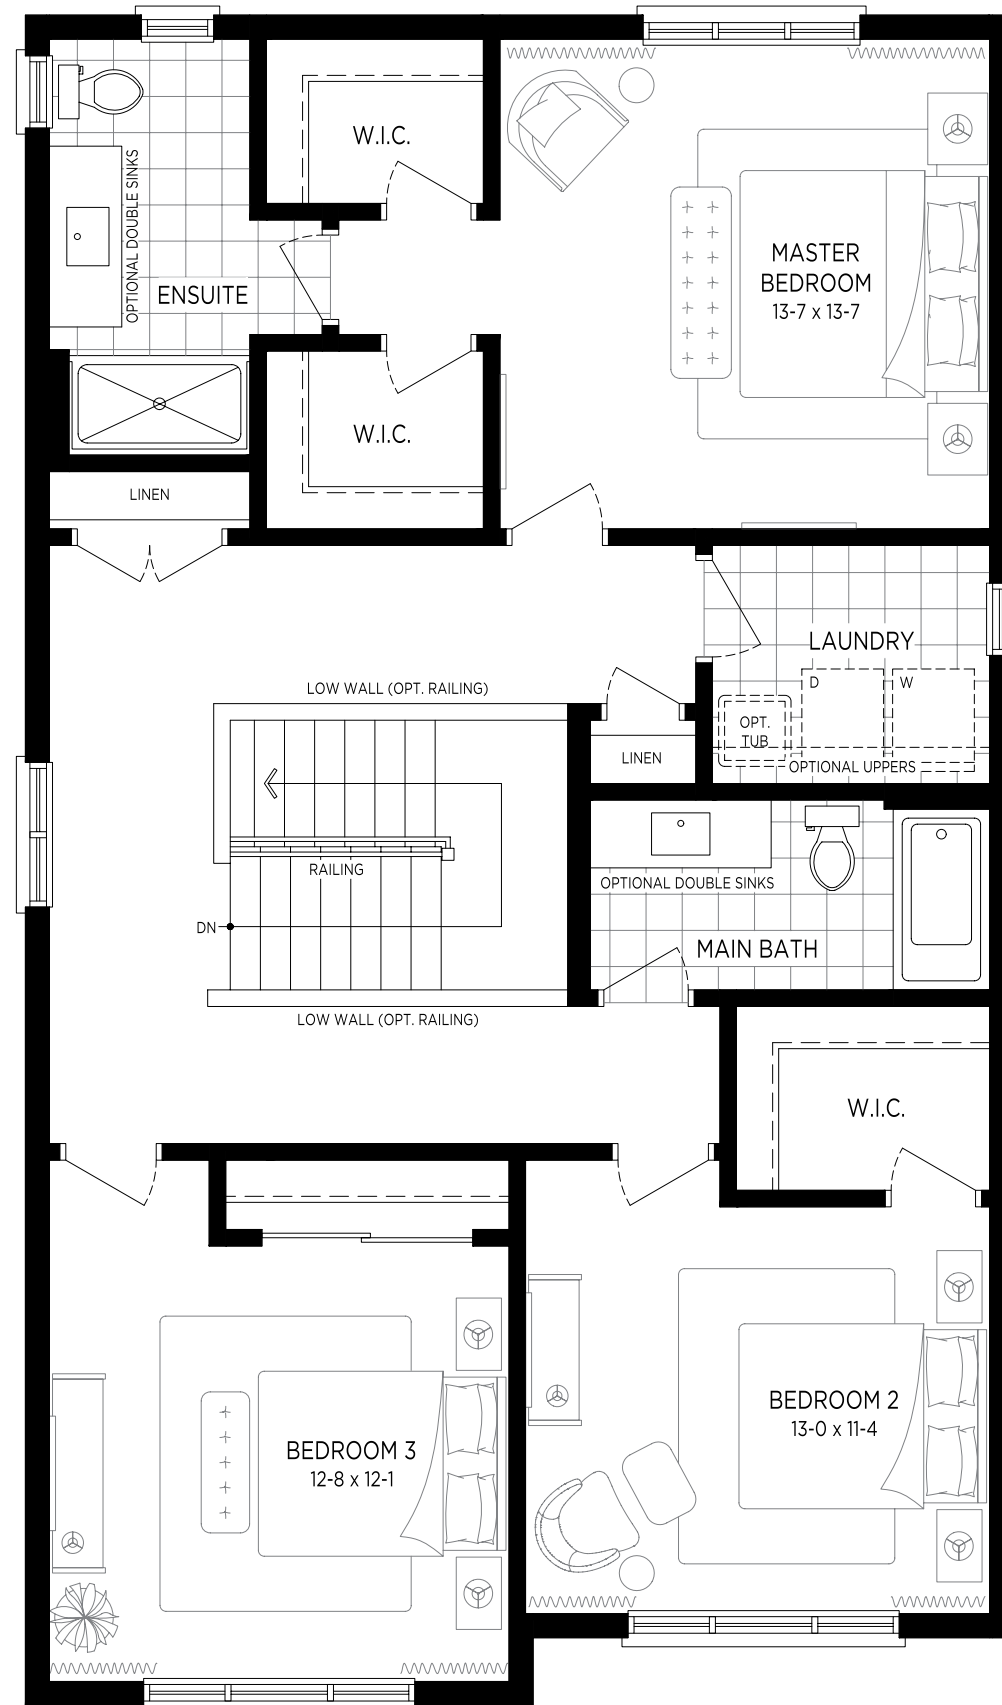 W.I.C.
OPTIONAL DOUBLE SINKS
ENSUITE
MASTER
BEDROOM
13-7 x 13-7
W.I.C.
LINEN
LAUNDRY
D
W
LOW WALL (OPT. RAILING)
OPT.
TUB
LINEN
OPTIONAL UPPERS
RAILING
OPTIONAL DOUBLE SINKS
DN
MAIN BATH
LOW WALL (OPT. RAILING)
W.I.C.
BEDROOM 2
13-0 x 11-4
BEDROOM 3
12-8 x 12-1